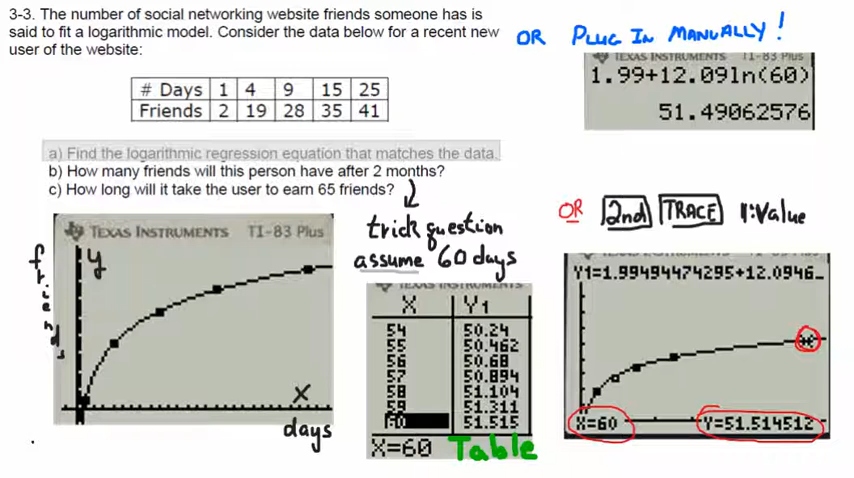 3-3. The number of social networking website friends someone has is
said to fit a logarithmic model. Consider the data below for a recent new
user of the website:
OR PLUG IN MANUALLY!
TEXAS INSTRUMENTS TI-83 Plus
1.99+12.09ln(60)
51.49062576
# Days 1 4 9 15 25
Friends 2 19 28 35 41
a) Find the logarithmic regression equation that matches the data.
b) How many friends will this person have after 2 months?
c) How long will it take the user to earn 65 friends?
trick question
assume 60 days
OR 2nd TRACE 1:Value
TEXAS INSTRUMENTS TI-83 Plus
y
friends
X
days
TEXAS INSTRUMENTS
X Y1
54 50.24
55 50.462
56 50.68
57 50.894
58 51.104
59 51.311
60 51.515
X=60 Table
Y1=1.99494474295+12.0946…
X=60 Y=51.514512